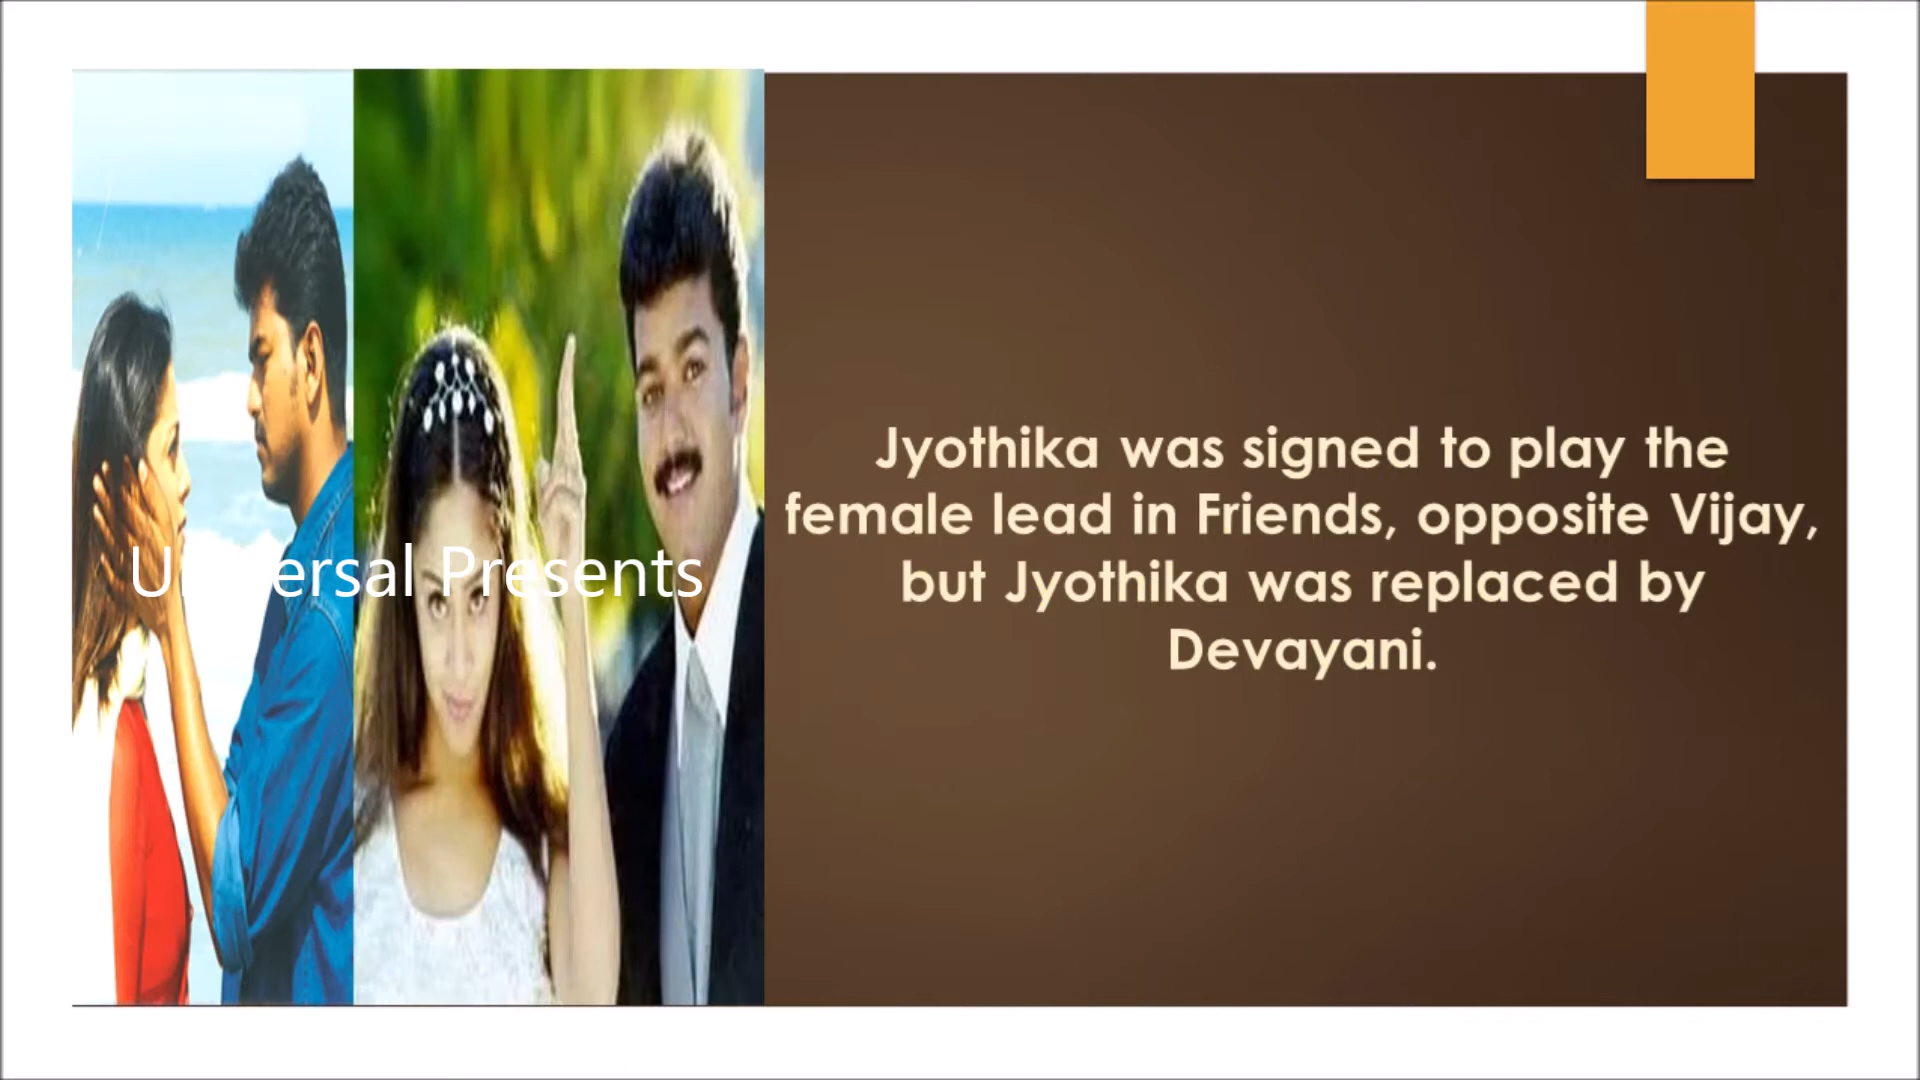 Universal Presents
Jyothika was signed to play the
female lead in Friends, opposite Vijay,
but Jyothika was replaced by
Devayani.